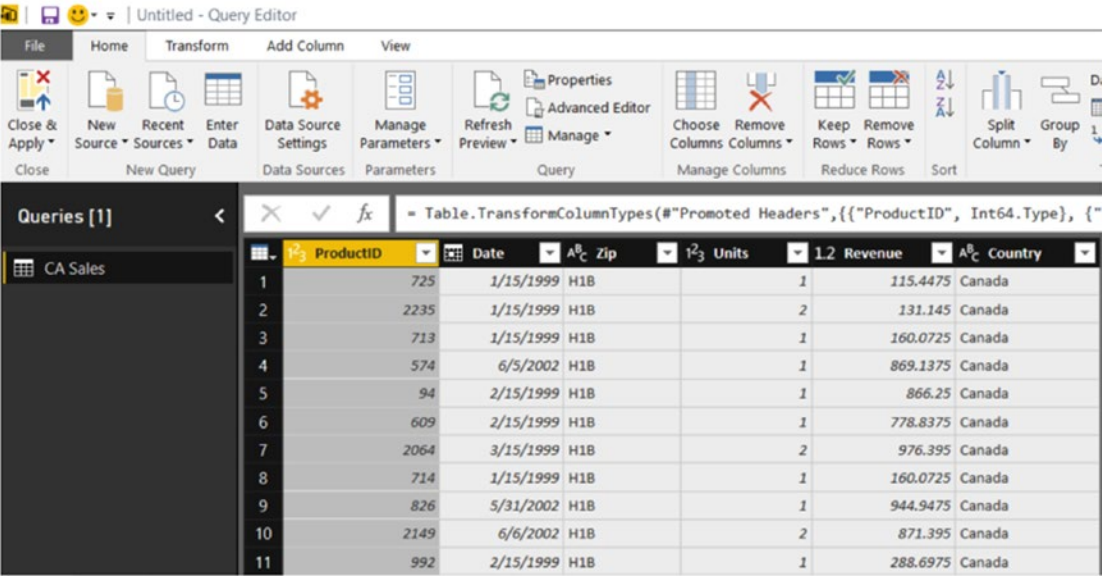 Untitled - Query Editor
File Home Transform Add Column View
Properties
Advanced Editor
Manage
Close & Apply
New Source
Recent Sources
Enter Data
Data Source Settings
Manage Parameters
Refresh Preview
Choose Columns
Remove Columns
Keep Rows
Remove Rows
Split Column
Group By
Close New Query Data Sources Parameters Query Manage Columns Reduce Rows Sort
Queries [1]
CA Sales
fx = Table.TransformColumnTypes(#"Promoted Headers",{{"ProductID", Int64.Type}, {"
123 ProductID Date ABC Zip 123 Units 1.2 Revenue ABC Country
1 725 1/15/1999 H1B 1 115.4475 Canada
2 2235 1/15/1999 H1B 2 131.145 Canada
3 713 1/15/1999 H1B 1 160.0725 Canada
4 574 6/5/2002 H1B 1 869.1375 Canada
5 94 2/15/1999 H1B 1 866.25 Canada
6 609 2/15/1999 H1B 1 778.8375 Canada
7 2064 3/15/1999 H1B 2 976.395 Canada
8 714 1/15/1999 H1B 1 160.0725 Canada
9 826 5/31/2002 H1B 1 944.9475 Canada
10 2149 6/6/2002 H1B 2 871.395 Canada
11 992 2/15/1999 H1B 1 288.6975 Canada